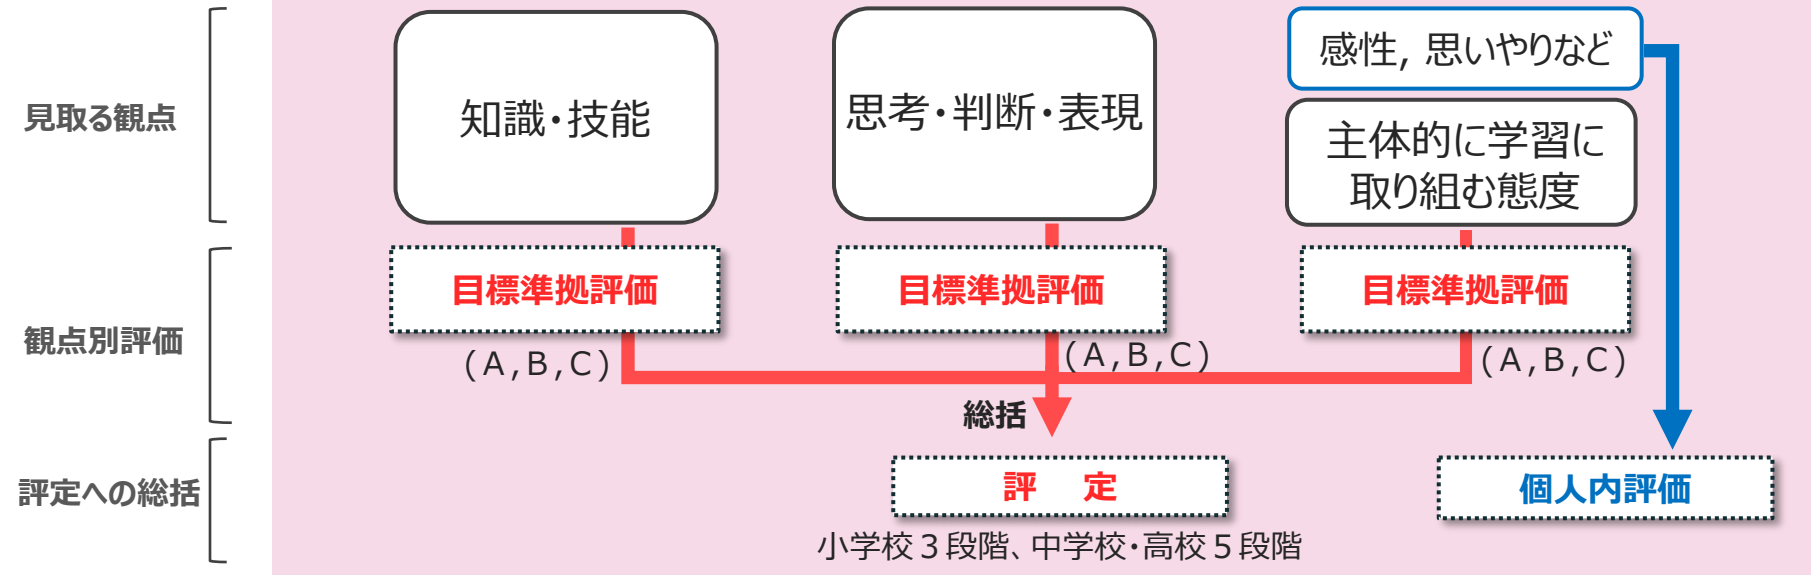 見取る観点
知識・技能
思考・判断・表現
感性, 思いやりなど
主体的に学習に
取り組む態度
観点別評価
目標準拠評価
目標準拠評価
目標準拠評価
(A,B,C)
(A,B,C)
(A,B,C)
総括
評定への総括
評　定
個人内評価
小学校３段階、中学校・高校５段階